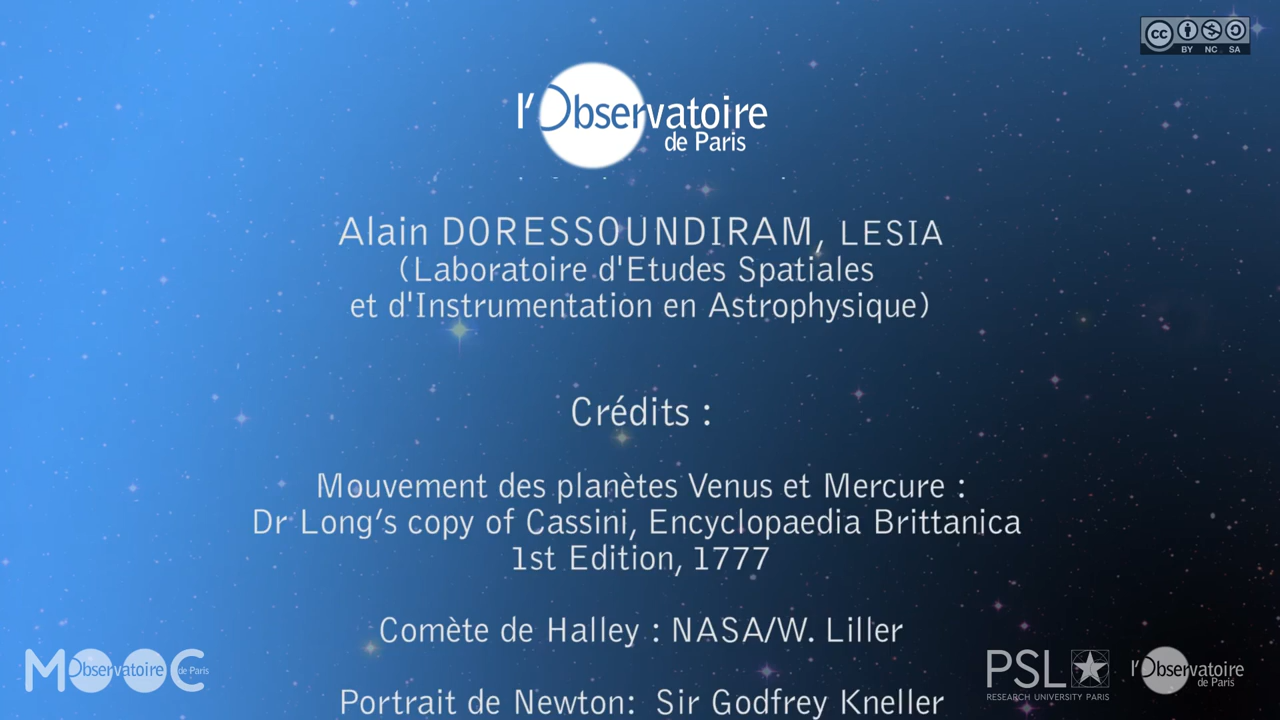 cc BY NC SA
l'Observatoire
de Paris
Alain DORESSOUNDIRAM, LESIA
(Laboratoire d'Etudes Spatiales
et d'Instrumentation en Astrophysique)
Crédits :
Mouvement des planètes Venus et Mercure :
Dr Long’s copy of Cassini, Encyclopaedia Brittanica
1st Edition, 1777
Comète de Halley : NASA/W. Liller
Portrait de Newton: Sir Godfrey Kneller
MOOC Observatoire de Paris
PSL
RESEARCH UNIVERSITY PARIS
l'Observatoire
de Paris